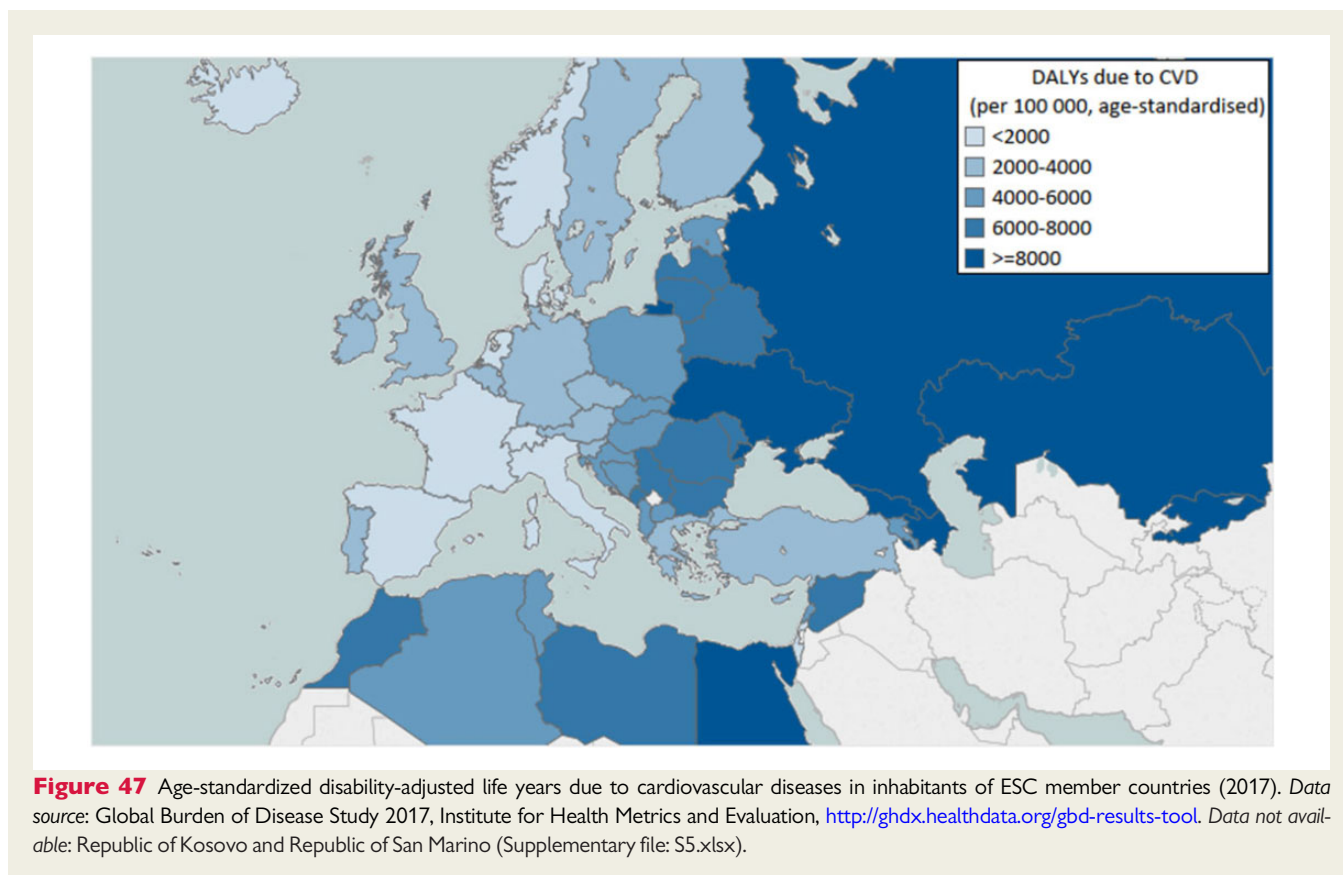 DALYs due to CVD
(per 100 000, age-standardised)
<2000
2000-4000
4000-6000
6000-8000
>=8000
Figure 47 Age-standardized disability-adjusted life years due to cardiovascular diseases in inhabitants of ESC member countries (2017). Data
source: Global Burden of Disease Study 2017, Institute for Health Metrics and Evaluation, http://ghdx.healthdata.org/gbd-results-tool. Data not avail-
able: Republic of Kosovo and Republic of San Marino (Supplementary file: S5.xlsx).